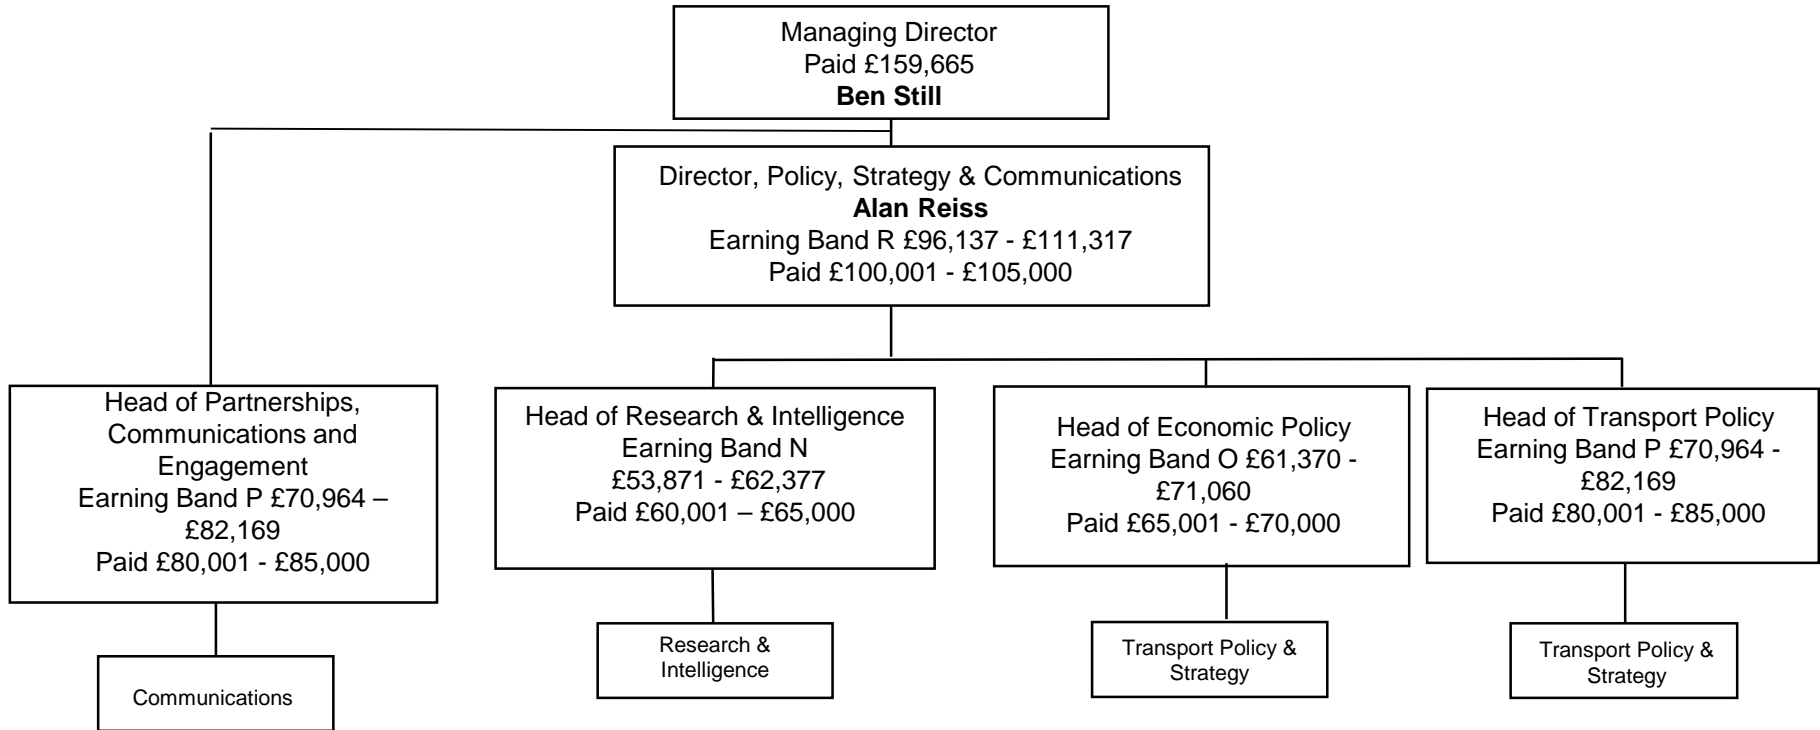 Managing Director
Paid £159,665
Ben Still
Director, Policy, Strategy & Communications
Alan Reiss
Earning Band R £96,137 - £111,317
Paid £100,001 - £105,000
Head of Partnerships,
Communications and
Engagement
Earning Band P £70,964 –
£82,169
Paid £80,001 - £85,000
Head of Research & Intelligence
Earning Band N
£53,871 - £62,377
Paid £60,001 – £65,000
Head of Economic Policy
Earning Band O £61,370 -
£71,060
Paid £65,001 - £70,000
Head of Transport Policy
Earning Band P £70,964 -
£82,169
Paid £80,001 - £85,000
Communications
Research &
Intelligence
Transport Policy &
Strategy
Transport Policy &
Strategy